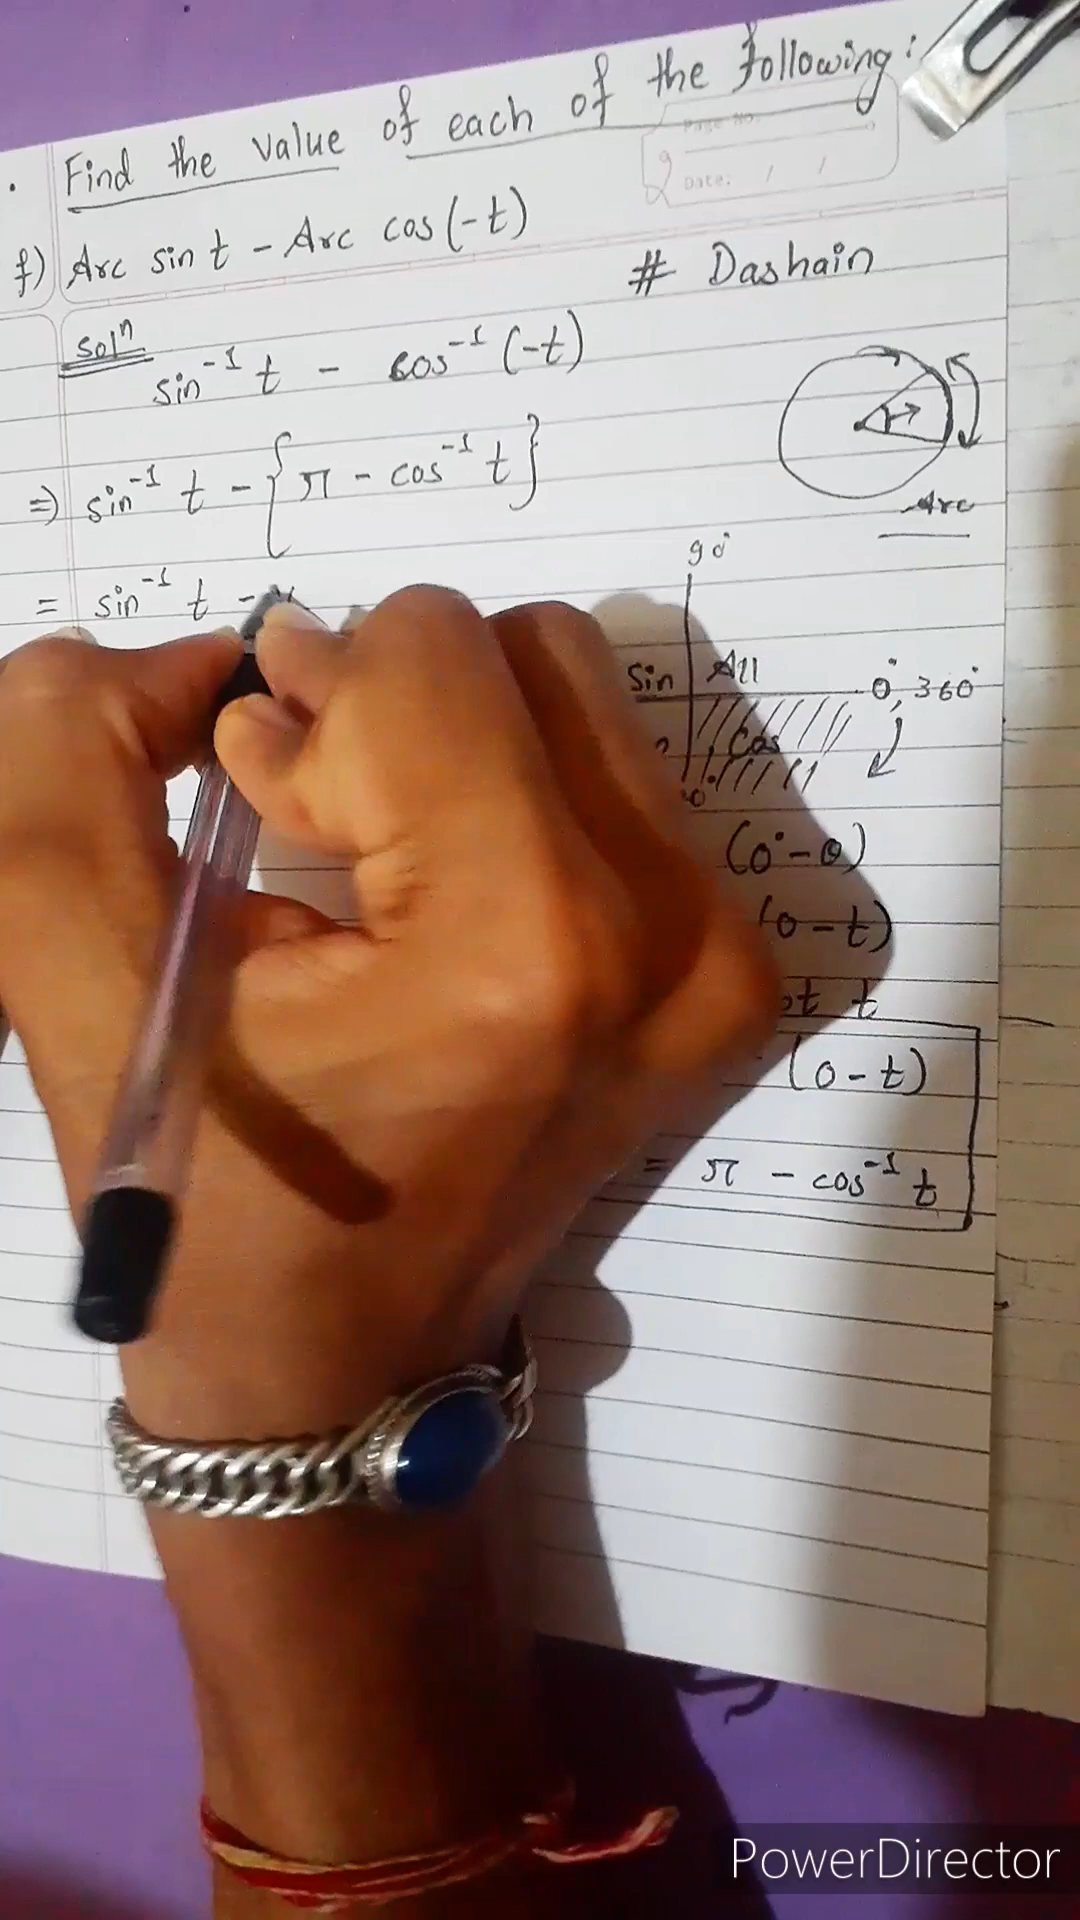 Find the value of each of the following:
Page No.
Date: / /
f) Arc sin t - Arc cos (-t)
# Dashain
Solⁿ
sin⁻¹ t - cos⁻¹ (-t)
=) sin⁻¹ t - { π - cos⁻¹ t }
Arc
= sin⁻¹ t -
90°
Sin All 0°, 360°
Cos
(0° - θ)
(0 - t)
t
(0 - t)
= π - cos⁻¹ t
PowerDirector